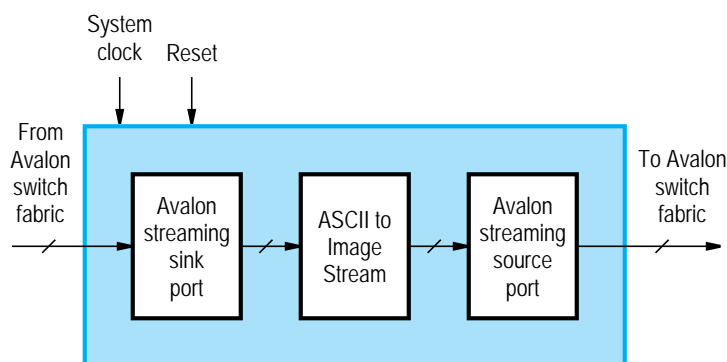 System
clock
Reset
From
Avalon
switch
fabric
Avalon
streaming
sink
port
ASCII to
Image
Stream
Avalon
streaming
source
port
To Avalon
switch
fabric